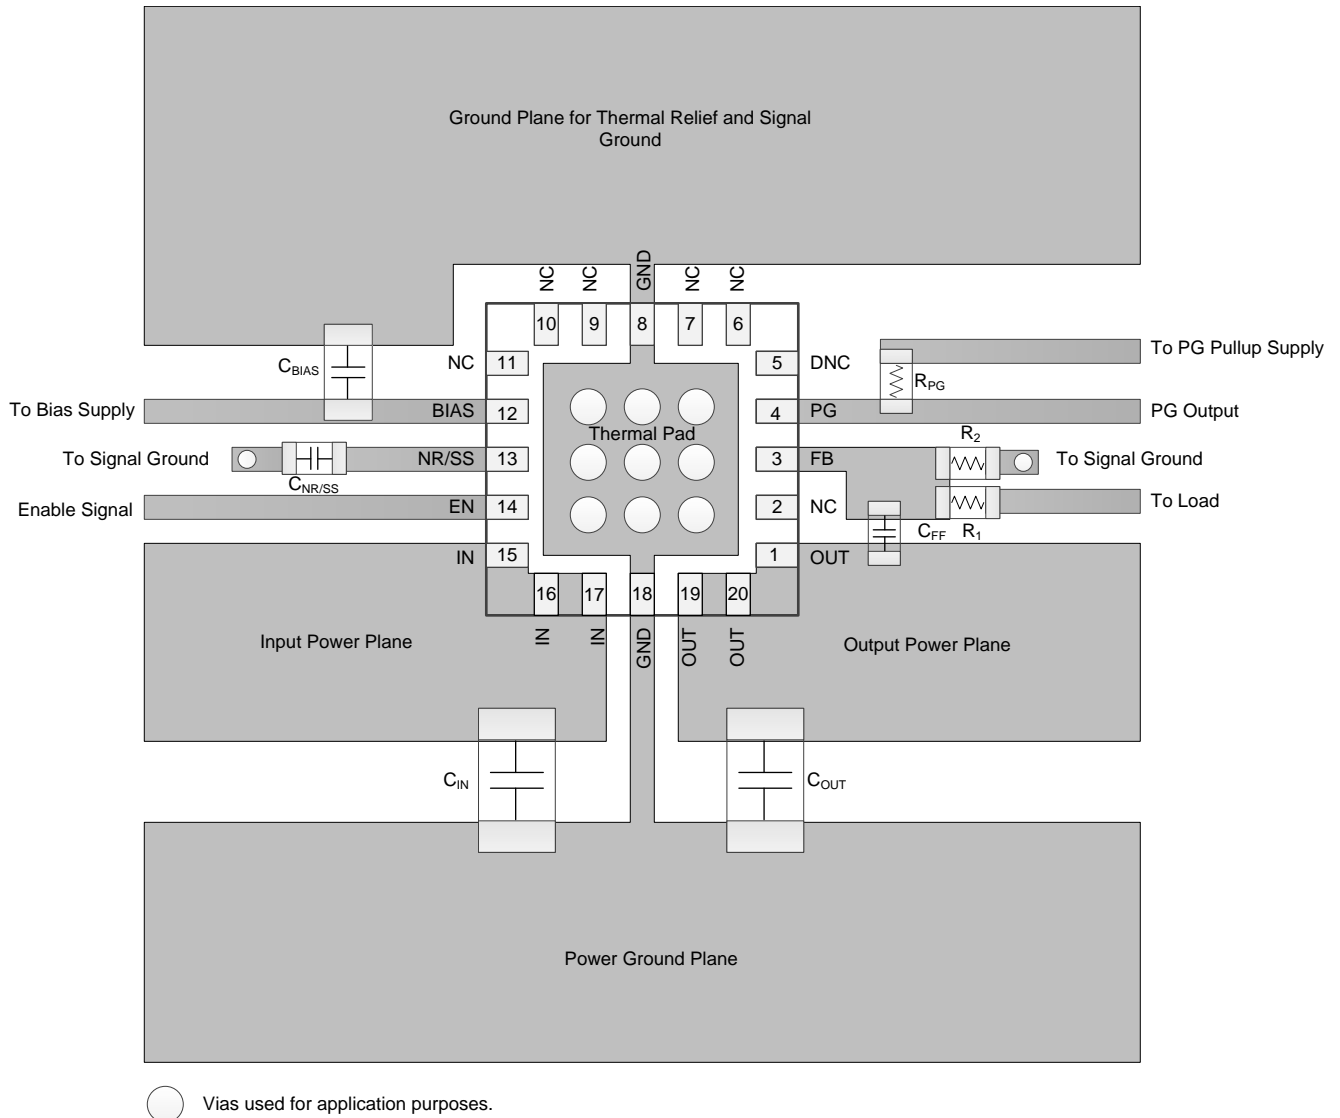 Ground Plane for Thermal Relief and Signal
Ground
NC
NC
GND
NC
NC
10
9
8
7
6
CBIAS
NC
11
5
DNC
To PG Pullup Supply
RPG
To Bias Supply
BIAS
12
4
PG
PG Output
Thermal Pad
R2
To Signal Ground
CNR/SS
NR/SS
13
3
FB
To Signal Ground
Enable Signal
EN
14
2
NC
To Load
CFF
R1
IN
15
1
OUT
16
17
18
19
20
IN
IN
GND
OUT
OUT
Input Power Plane
Output Power Plane
CIN
COUT
Power Ground Plane
Vias used for application purposes.